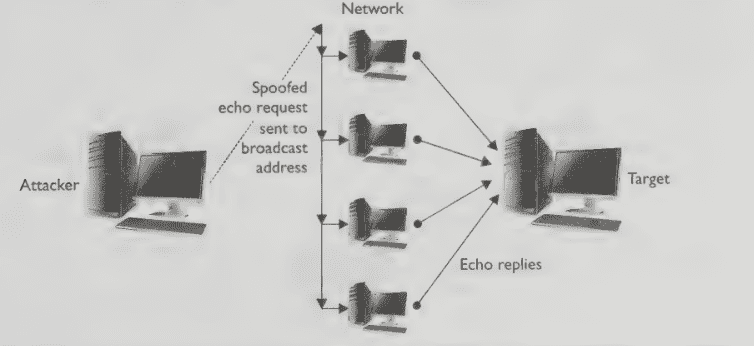 Network
Spoofed
echo request
sent to
broadcast
address
Attacker
Target
Echo replies